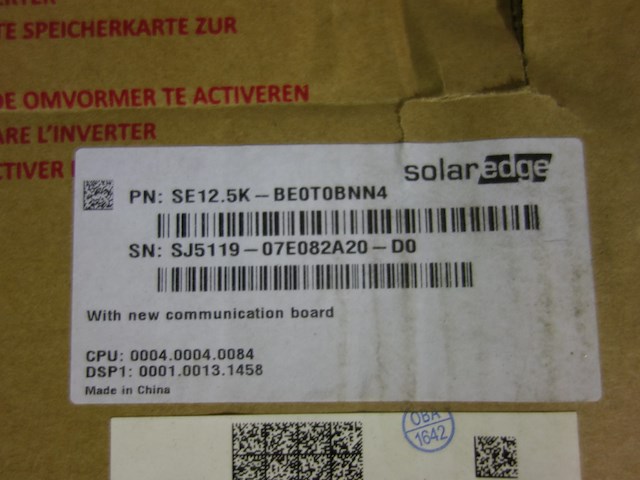 TE SPEICHERKARTE ZUR
DE OMVORMER TE ACTIVEREN
ARE L'INVERTER
CTIVER
solaredge
PN: SE12.5K-BE0T0BNN4
SN: SJ5119-07E082A20-D0
With new communication board
CPU: 0004.0004.0084
DSP1: 0001.0013.1458
Made in China
OBA
1642